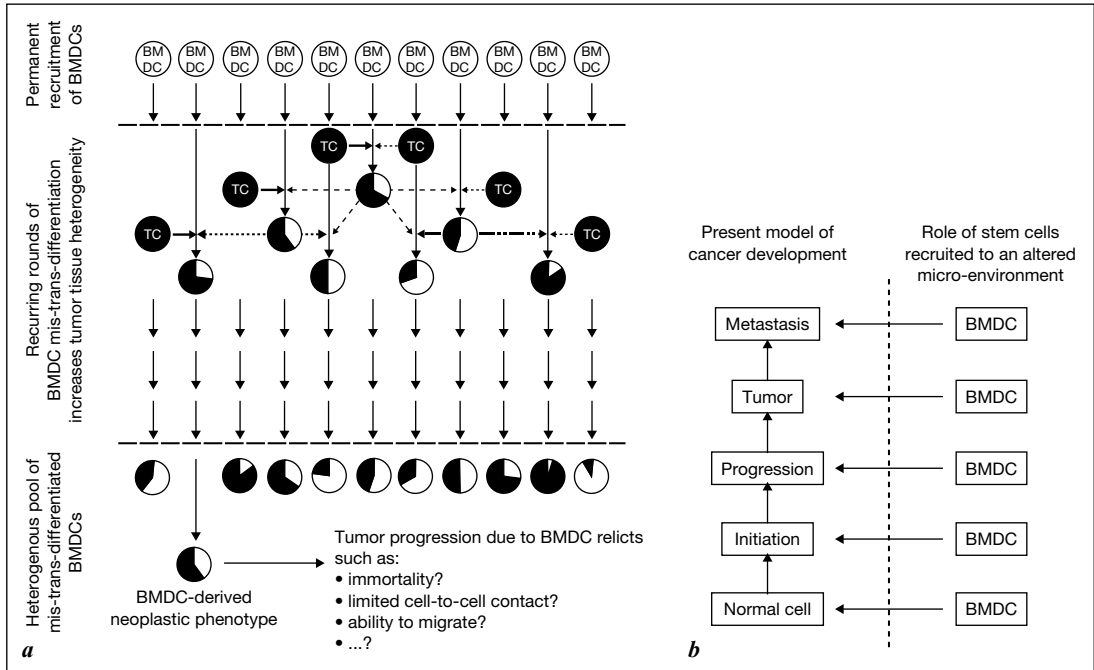 Permanent
recruitment
of BMDCs
BM
DC
BM
DC
BM
DC
BM
DC
BM
DC
BM
DC
BM
DC
BM
DC
BM
DC
BM
DC
BM
DC
Recurring rounds of
BMDC mis-trans-differentiation
increases tumor tissue heterogeneity
TC
TC
TC
TC
TC
TC
Heterogenous pool of
mis-trans-differentiated
BMDCs
BMDC-derived
neoplastic phenotype
Tumor progression due to BMDC relicts
such as:
• immortality?
• limited cell-to-cell contact?
• ability to migrate?
• ...?
a
Present model of
cancer development
Role of stem cells
recruited to an altered
micro-environment
Metastasis
BMDC
Tumor
BMDC
Progression
BMDC
Initiation
BMDC
Normal cell
BMDC
b